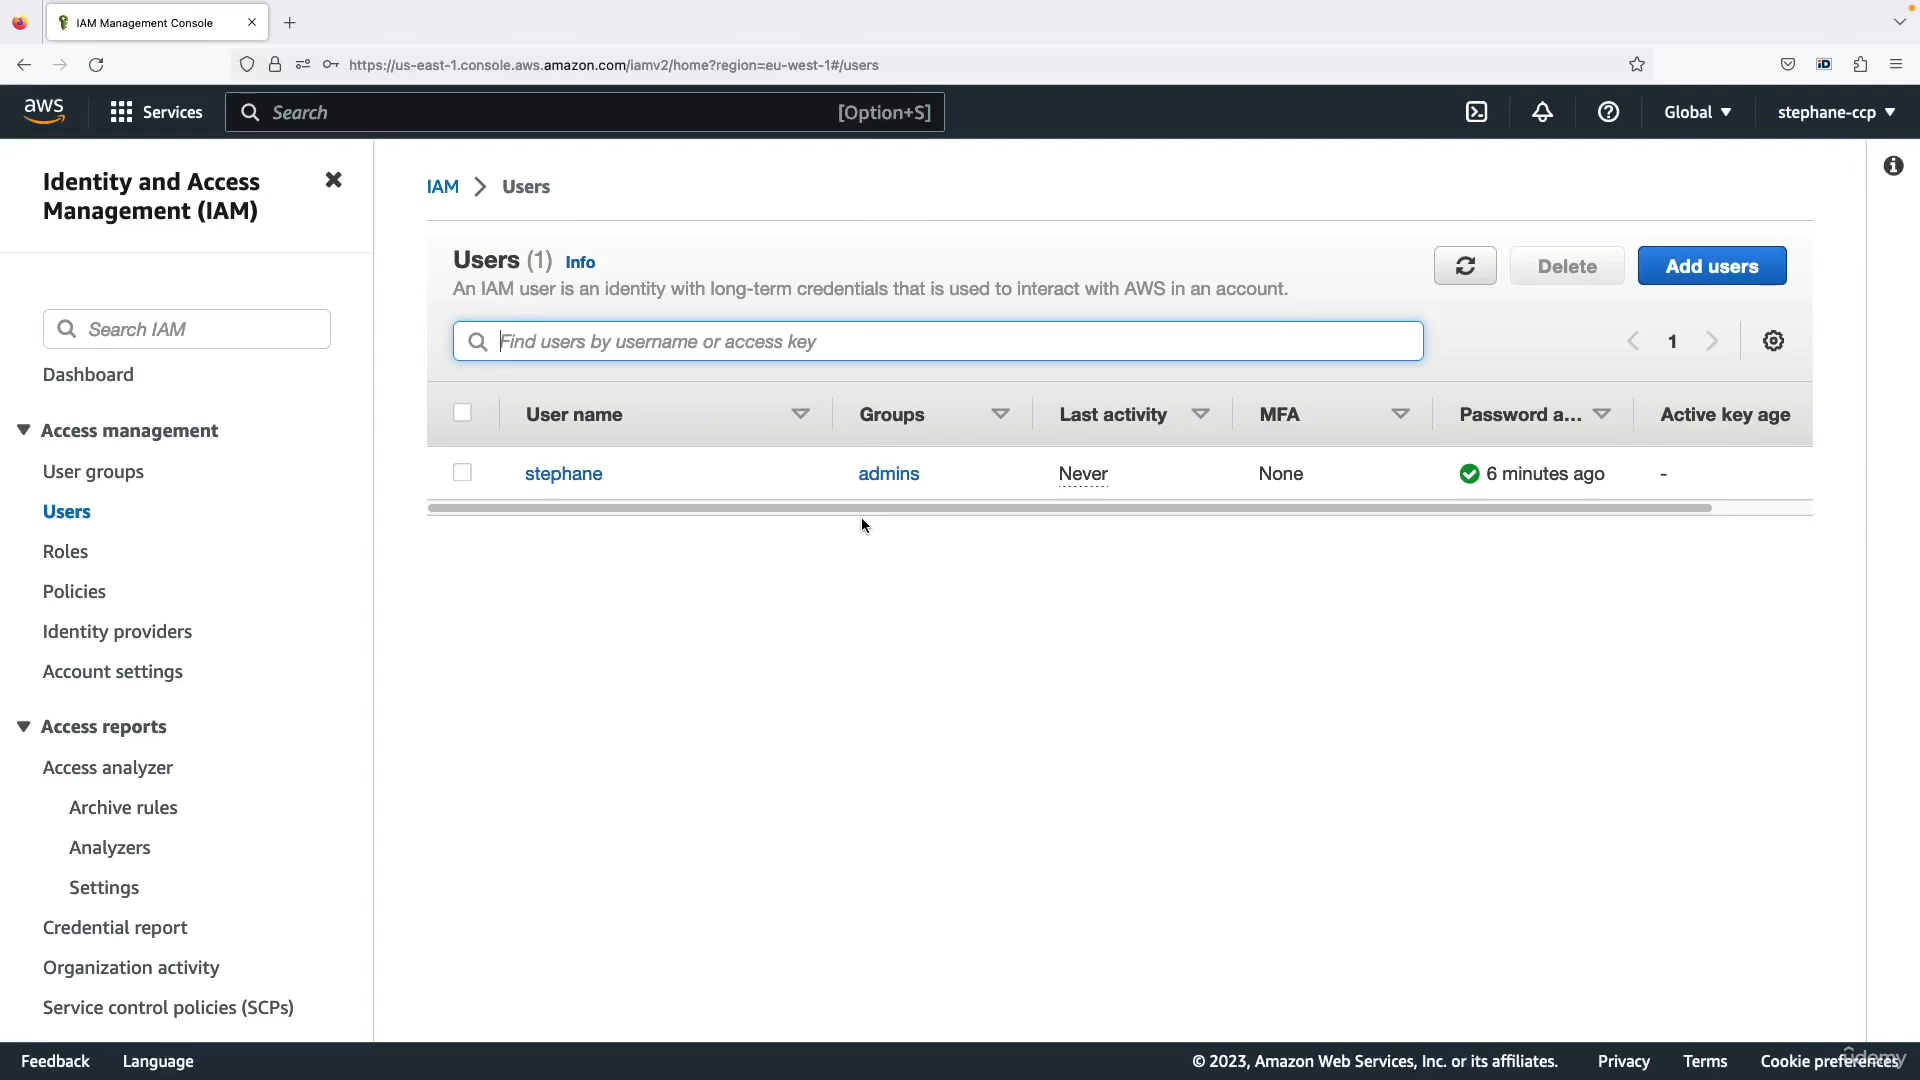 IAM Management Console
https://us-east-1.console.aws.amazon.com/iamv2/home?region=eu-west-1#/users
aws
Services
Search
[Option+S]
Global
stephane-ccp
Identity and Access
Management (IAM)
Search IAM
Dashboard
Access management
User groups
Users
Roles
Policies
Identity providers
Account settings
Access reports
Access analyzer
Archive rules
Analyzers
Settings
Credential report
Organization activity
Service control policies (SCPs)
IAM > Users
Users (1) Info
An IAM user is an identity with long-term credentials that is used to interact with AWS in an account.
Delete
Add users
Find users by username or access key
1
User name Groups Last activity MFA Password a... Active key age
stephane admins Never None 6 minutes ago -
Feedback Language
© 2023, Amazon Web Services, Inc. or its affiliates. Privacy Terms Cookie preferences
udemy